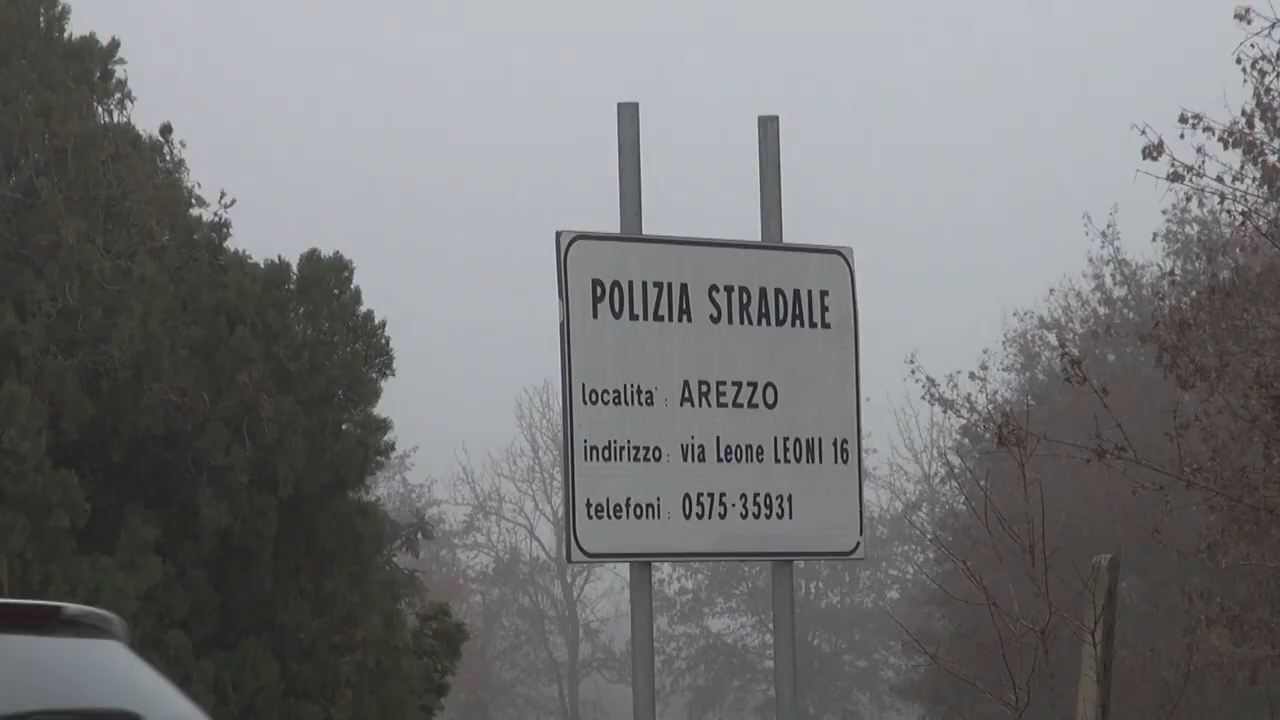 POLIZIA STRADALE
localita' : AREZZO
indirizzo : via Leone LEONI 16
telefoni : 0575-35931